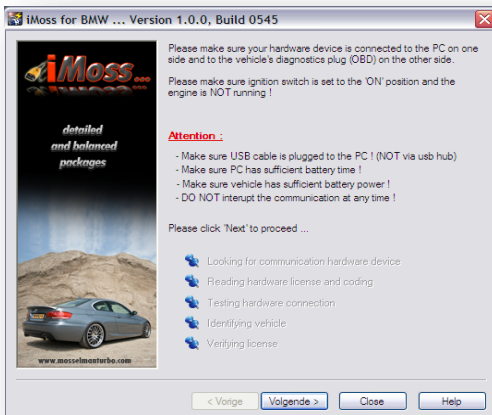 iMoss for BMW ... Version 1.0.0, Build 0545
iMoss...
detailed
and balanced
packages
www.mosselmanturbo.com
Please make sure your hardware device is connected to the PC on one
side and to the vehicle's diagnostics plug (OBD) on the other side.
Please make sure ignition switch is set to the 'ON' position and the
engine is NOT running !
Attention :
- Make sure USB cable is plugged to the PC ! (NOT via usb hub)
- Make sure PC has sufficient battery time !
- Make sure vehicle has sufficient battery power !
- DO NOT interupt the communication at any time !
Please click 'Next' to proceed ...
Looking for communication hardware device
Reading hardware license and coding
Testing hardware connection
Identifying vehicle
Verifying license
< Vorige
Volgende >
Close
Help